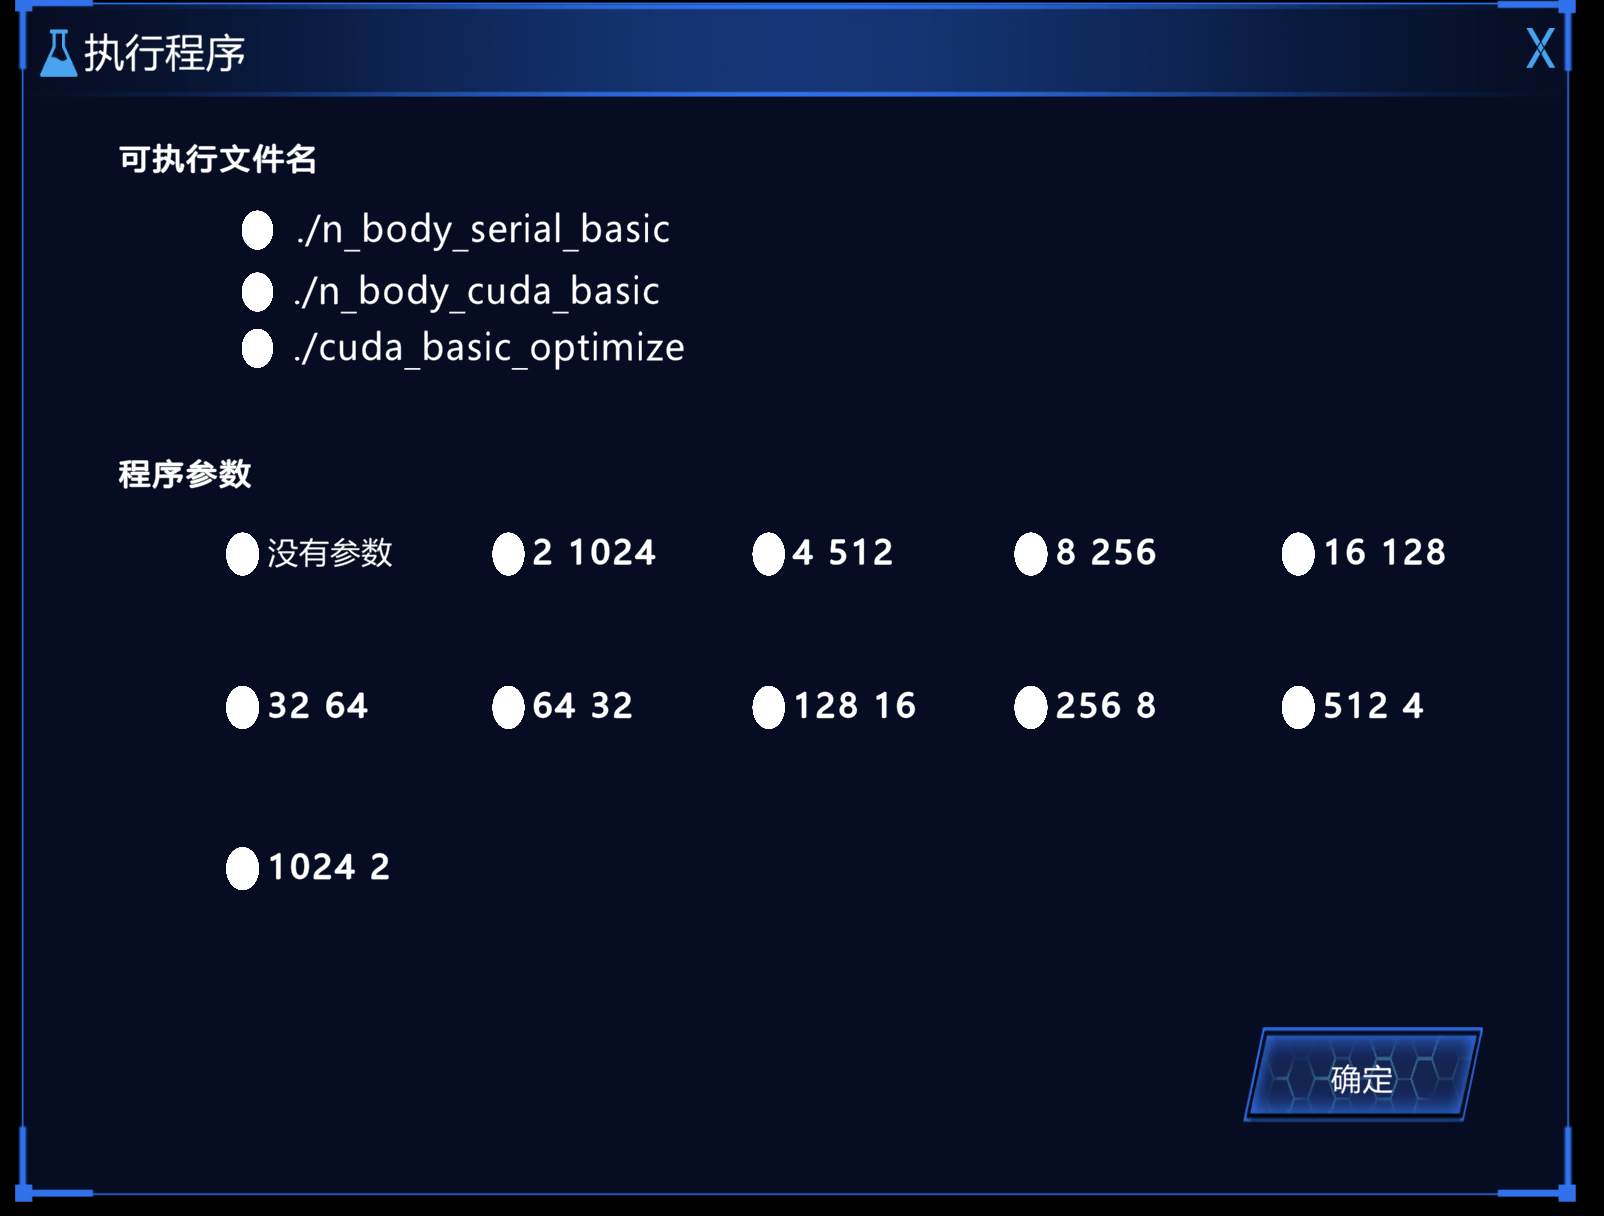 执行程序 X
可执行文件名
./n_body_serial_basic
./n_body_cuda_basic
./cuda_basic_optimize
程序参数
没有参数 2 1024 4 512 8 256 16 128
32 64 64 32 128 16 256 8 512 4
1024 2
确定